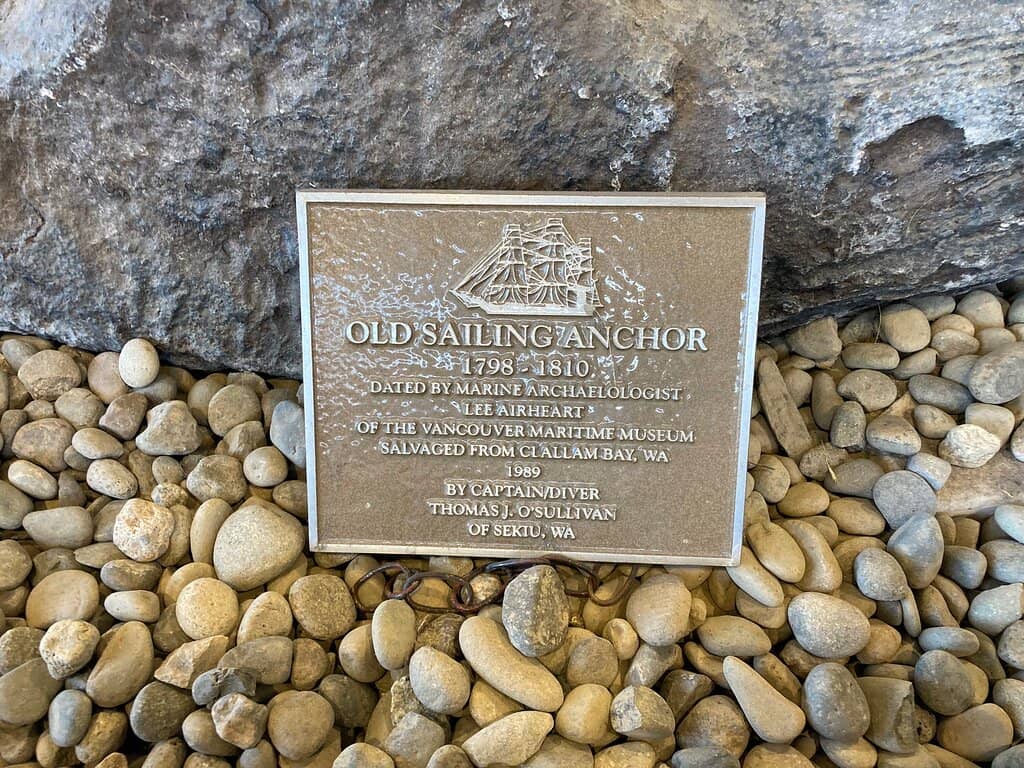 OLD SAILING ANCHOR
1798 - 1810
DATED BY MARINE ARCHAELOLOGIST
LEE AIRHEART
OF THE VANCOUVER MARITIME MUSEUM
SALVAGED FROM CLALLAM BAY, WA
1989
BY CAPTAIN/DIVER
THOMAS J. O'SULLIVAN
OF SEKIU, WA